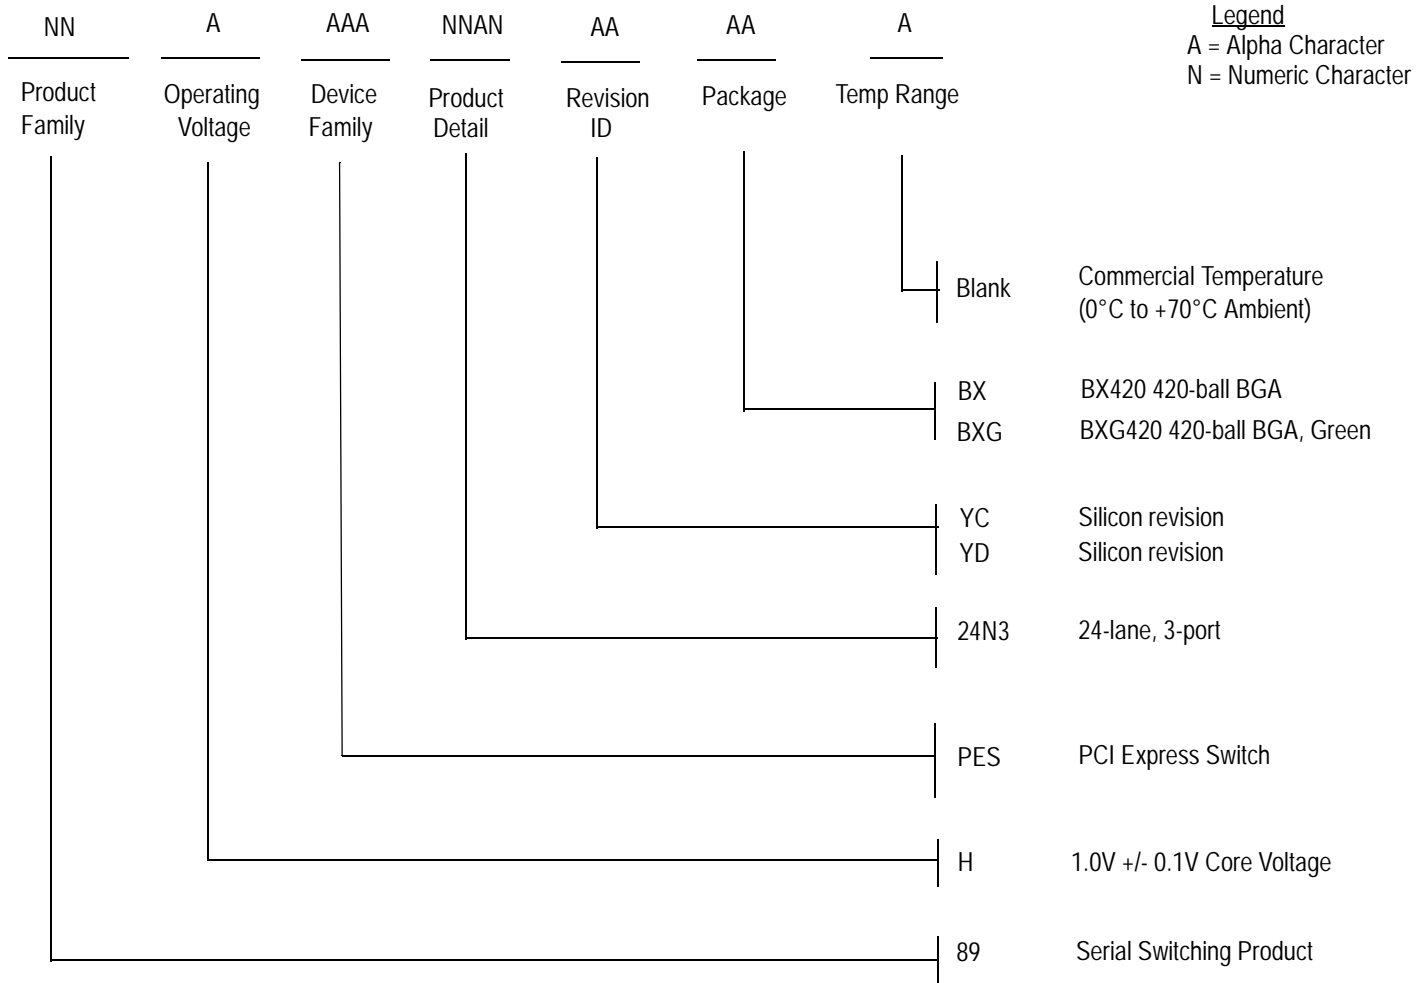 NN A AAA NNAN AA AA A
Legend
A = Alpha Character
N = Numeric Character
Product
Family
Operating
Voltage
Device
Family
Product
Detail
Revision
ID
Package
Temp Range
Blank Commercial Temperature
(0°C to +70°C Ambient)
BX BX420 420-ball BGA
BXG BXG420 420-ball BGA, Green
YC Silicon revision
YD Silicon revision
24N3 24-lane, 3-port
PES PCI Express Switch
H 1.0V +/- 0.1V Core Voltage
89 Serial Switching Product